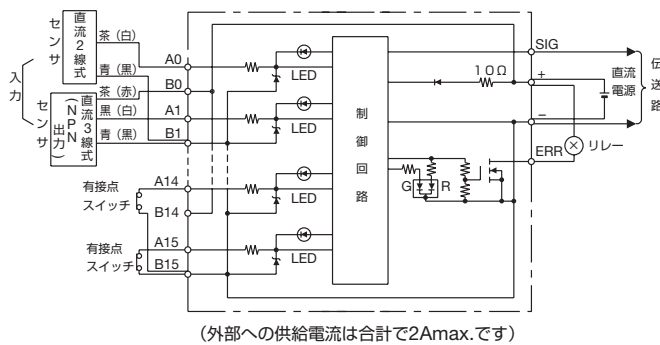 入力
センサ
直流2線式
茶（白）
青（黒）
センサ
直流3線式
（NPN出力）
茶（赤）
黒（白）
青（黒）
A0
B0
A1
B1
LED
LED
有接点
スイッチ
A14
B14
有接点
スイッチ
A15
B15
LED
LED
制御回路
10Ω
G
R
SIG
+
−
ERR
直流
電源
リレー
伝送路
（外部への供給電流は合計で2Amax.です）